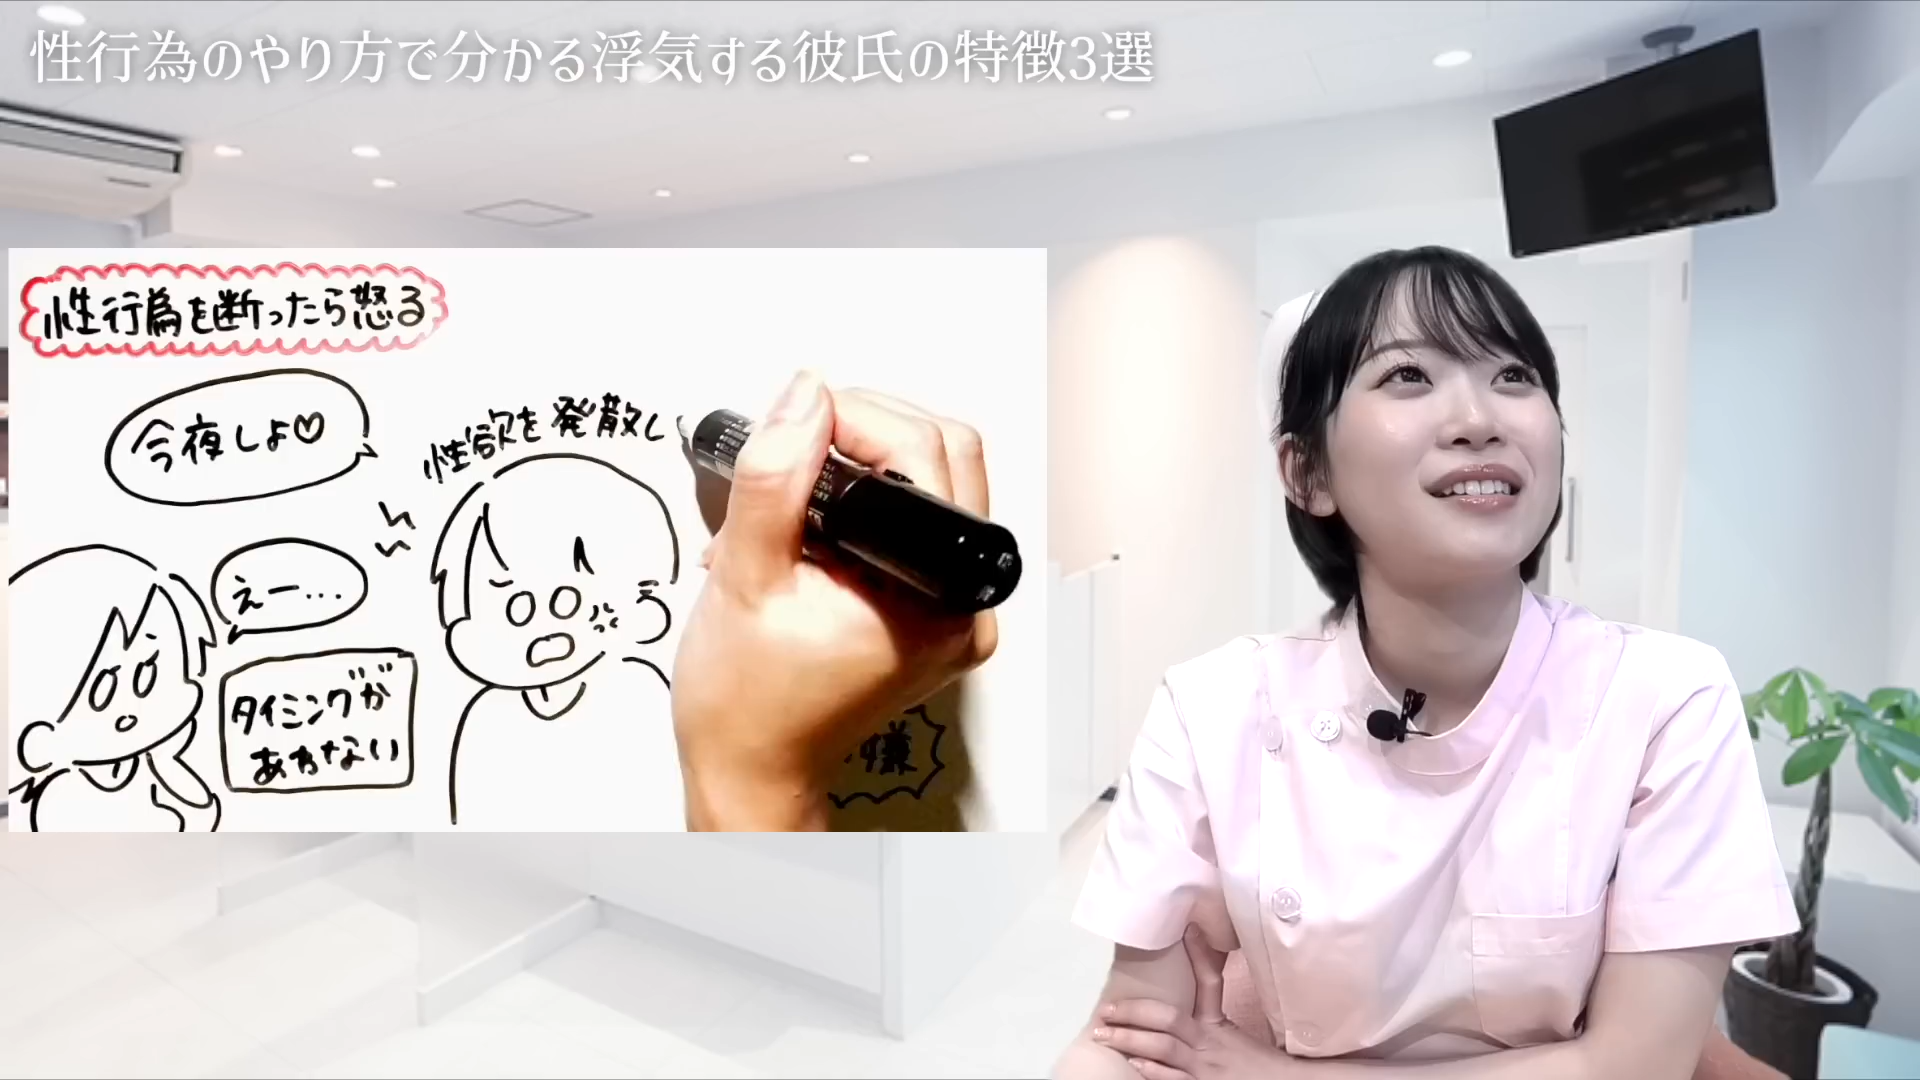 性行為のやり方で分かる浮気する彼氏の特徴3選
性行為を断ったら怒る
今夜しよ♡
性欲を発散し
えー…
タイミングが
あわない
嫌